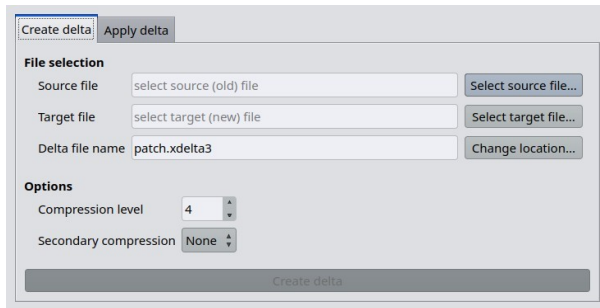 Create delta Apply delta
File selection
Source file select source (old) file Select source file...
Target file select target (new) file Select target file...
Delta file name patch.xdelta3 Change location...
Options
Compression level 4
Secondary compression None
Create delta